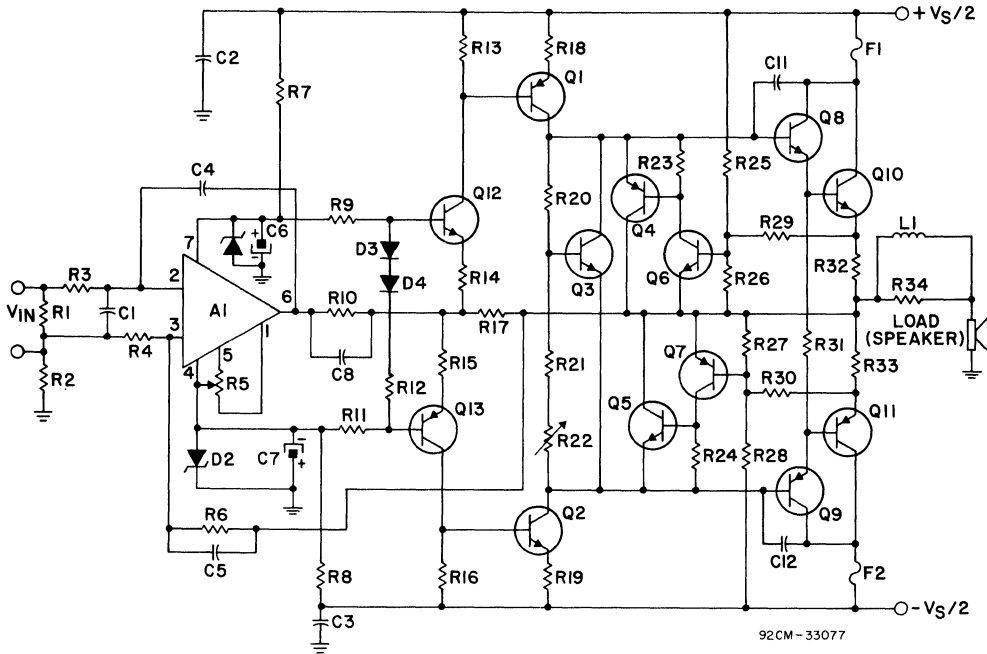 + VS/2
R13
R18
F1
C2
Q1
C11
R7
Q8
C4
R23
R25
Q10
R9
Q12
R20
Q4
R29
C6
D3
R32
L1
7
Q6
R26
R3
2
D4
R14
Q3
R34
VIN
R1
C1
A1
6
R10
R17
LOAD
(SPEAKER)
3
1
R4
4
5
C8
R15
R21
Q7
R27
R31
R33
R2
R5
R12
R30
Q13
Q5
Q11
R11
R22
R24
R28
D2
C7
Q9
R6
Q2
C12
C5
R8
R16
R19
F2
C3
- VS/2
92CM-33077